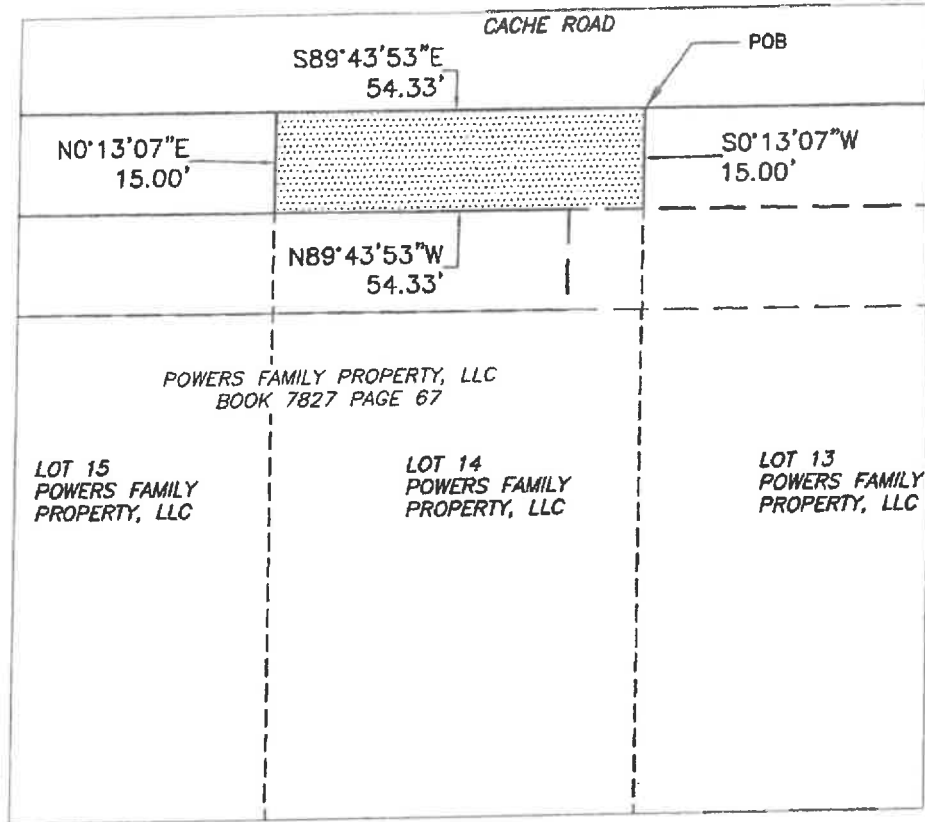 CACHE ROAD
POB
S89°43'53"E
54.33'
N0°13'07"E
15.00'
S0°13'07"W
15.00'
N89°43'53"W
54.33'
POWERS FAMILY PROPERTY, LLC
BOOK 7827 PAGE 67
LOT 15
POWERS FAMILY
PROPERTY, LLC
LOT 14
POWERS FAMILY
PROPERTY, LLC
LOT 13
POWERS FAMILY
PROPERTY, LLC